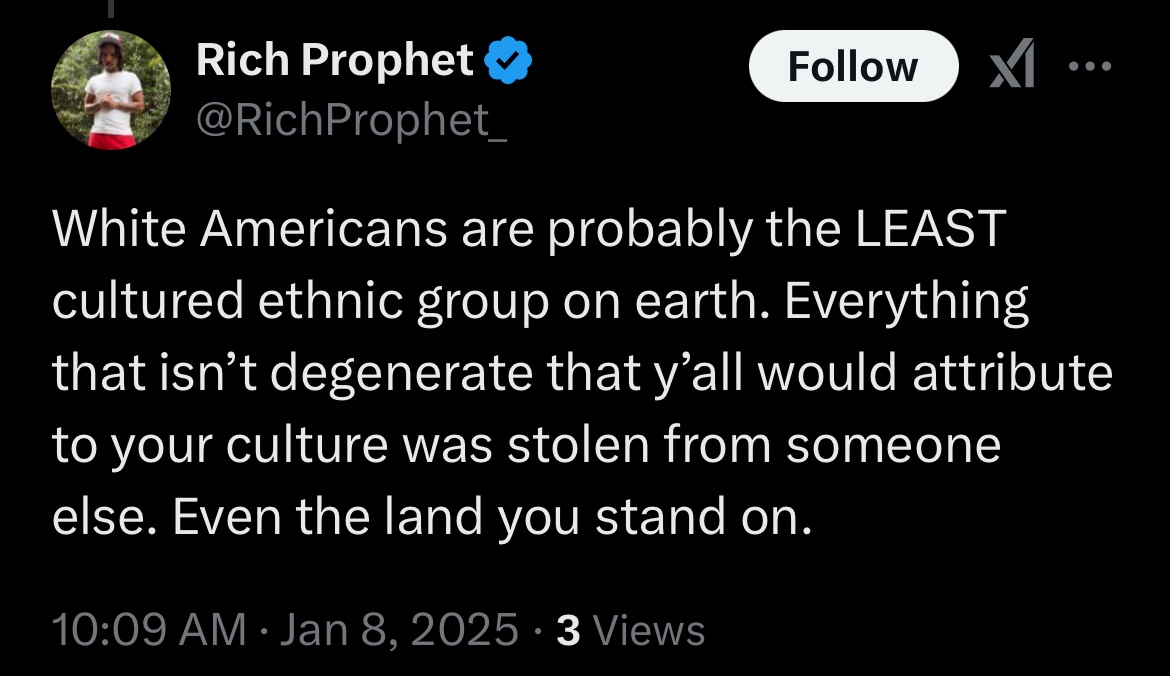 Rich Prophet
@RichProphet_
Follow
White Americans are probably the LEAST
cultured ethnic group on earth. Everything
that isn’t degenerate that y’all would attribute
to your culture was stolen from someone
else. Even the land you stand on.
10:09 AM · Jan 8, 2025 · 3 Views